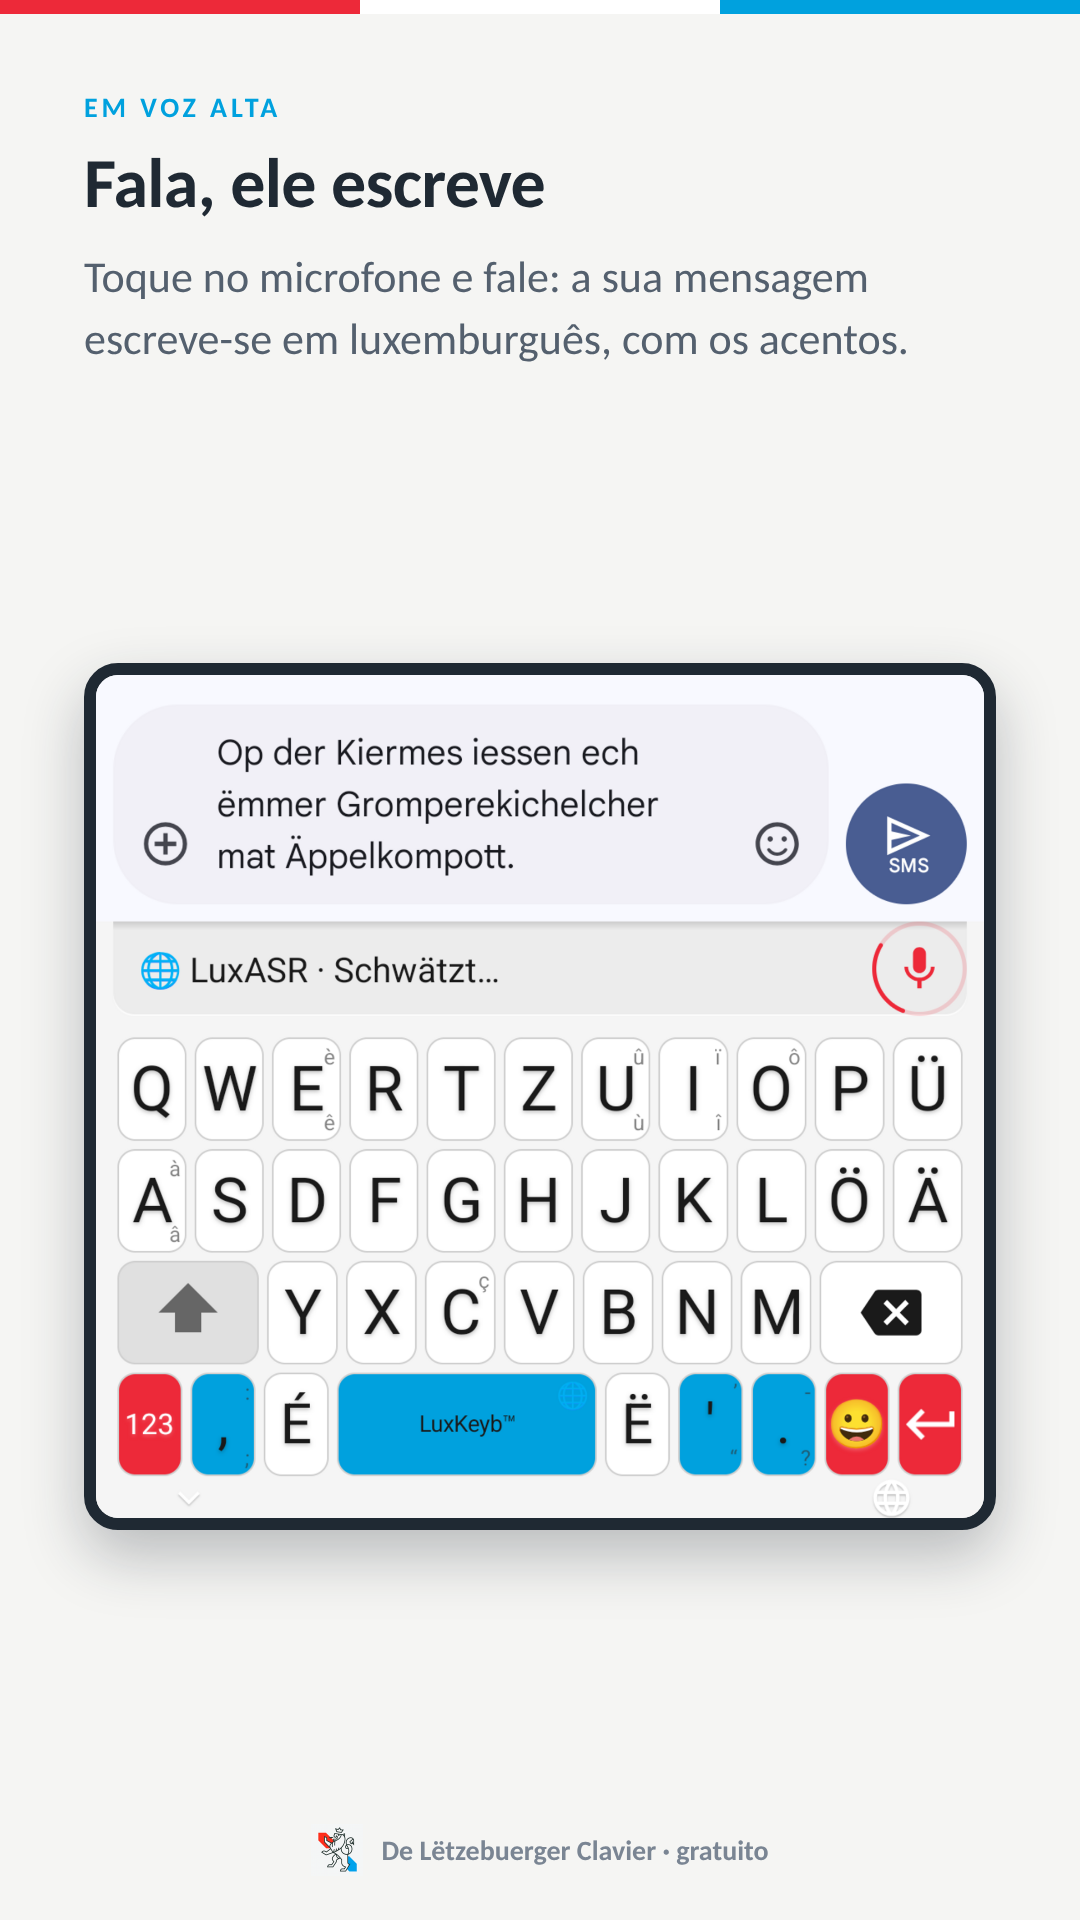 EM VOZ ALTA
Fala, ele escreve
Toque no microfone e fale: a sua mensagem
escreve-se em luxemburguês, com os acentos.
Op der Kiermes iessen ech
ëmmer Gromperekichelcher
mat Äppelkompott.
SMS
LuxASR · Schwätzt...
Q W E è ê R T Z U û ù I ï î O ô P Ü
A à â S D F G H J K L Ö Ä
Y X C ç V B N M
123 , : ; É LuxKeyb™ Ë ' ' " . - ?
De Lëtzebuerger Clavier · gratuito